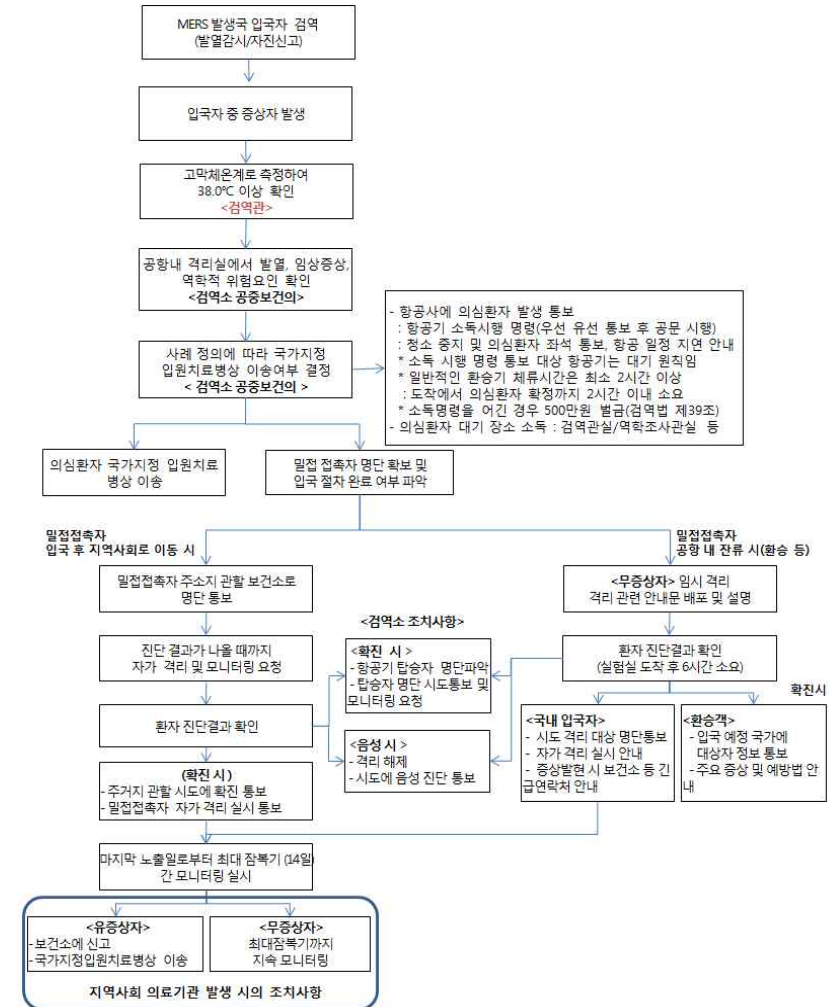 MERS 발생국 입국자 검역
(발열감시/자진신고)
입국자 중 증상자 발생
고막체온계로 측정하여
38.0℃ 이상 확인
<검역관>
공항내 격리실에서 발열, 임상증상,
역학적 위험요인 확인
<검역소 공중보건의>
사례 정의에 따라 국가지정
입원치료병상 이송여부 결정
< 검역소 공중보건의 >
- 항공사에 의심환자 발생 통보
: 항공기 소독시행 명령(우선 유선 통보 후 공문 시행)
: 청소 중지 및 의심환자 좌석 통보, 항공 일정 지연 안내
* 소독 시행 명령 통보 대상 항공기는 대기 원칙임
* 일반적인 환승기 체류시간은 최소 2시간 이상
: 도착에서 의심환자 확정까지 2시간 이내 소요
* 소독명령을 어긴 경우 500만원 벌금(검역법 제39조)
- 의심환자 대기 장소 소독 : 검역관실/역학조사관실 등
의심환자 국가지정 입원치료
병상 이송
밀접 접촉자 명단 확보 및
입국 절차 완료 여부 파악
밀접접촉자
입국 후 지역사회로 이동 시
밀접접촉자
공항 내 잔류 시(환승 등)
밀접접촉자 주소지 관할 보건소로
명단 통보
<무증상자> 임시 격리
격리 관련 안내문 배포 및 설명
<검역소 조치사항>
진단 결과가 나올 때까지
자가 격리 및 모니터링 요청
<확진 시 >
- 항공기 탑승자 명단파악
- 탑승자 명단 시도통보 및
모니터링 요청
환자 진단결과 확인
(실험실 도착 후 6시간 소요)
확진시
환자 진단결과 확인
<음성 시 >
- 격리 해제
- 시도에 음성 진단 통보
<국내 입국자>
- 시도 격리 대상 명단통보
- 자가 격리 실시 안내
- 증상발현 시 보건소 등 긴
급연락처 안내
<환승객>
- 입국 예정 국가에
대상자 정보 통보
- 주요 증상 및 예방법 안
내
(확진 시 )
- 주거지 관할 시도에 확진 통보
- 밀접접촉자 자가 격리 실시 통보
마지막 노출일로부터 최대 잠복기 (14일)
간 모니터링 실시
<유증상자>
- 보건소에 신고
- 국가지정입원치료병상 이송
<무증상자>
최대잠복기까지
지속 모니터링
지역사회 의료기관 발생 시의 조치사항